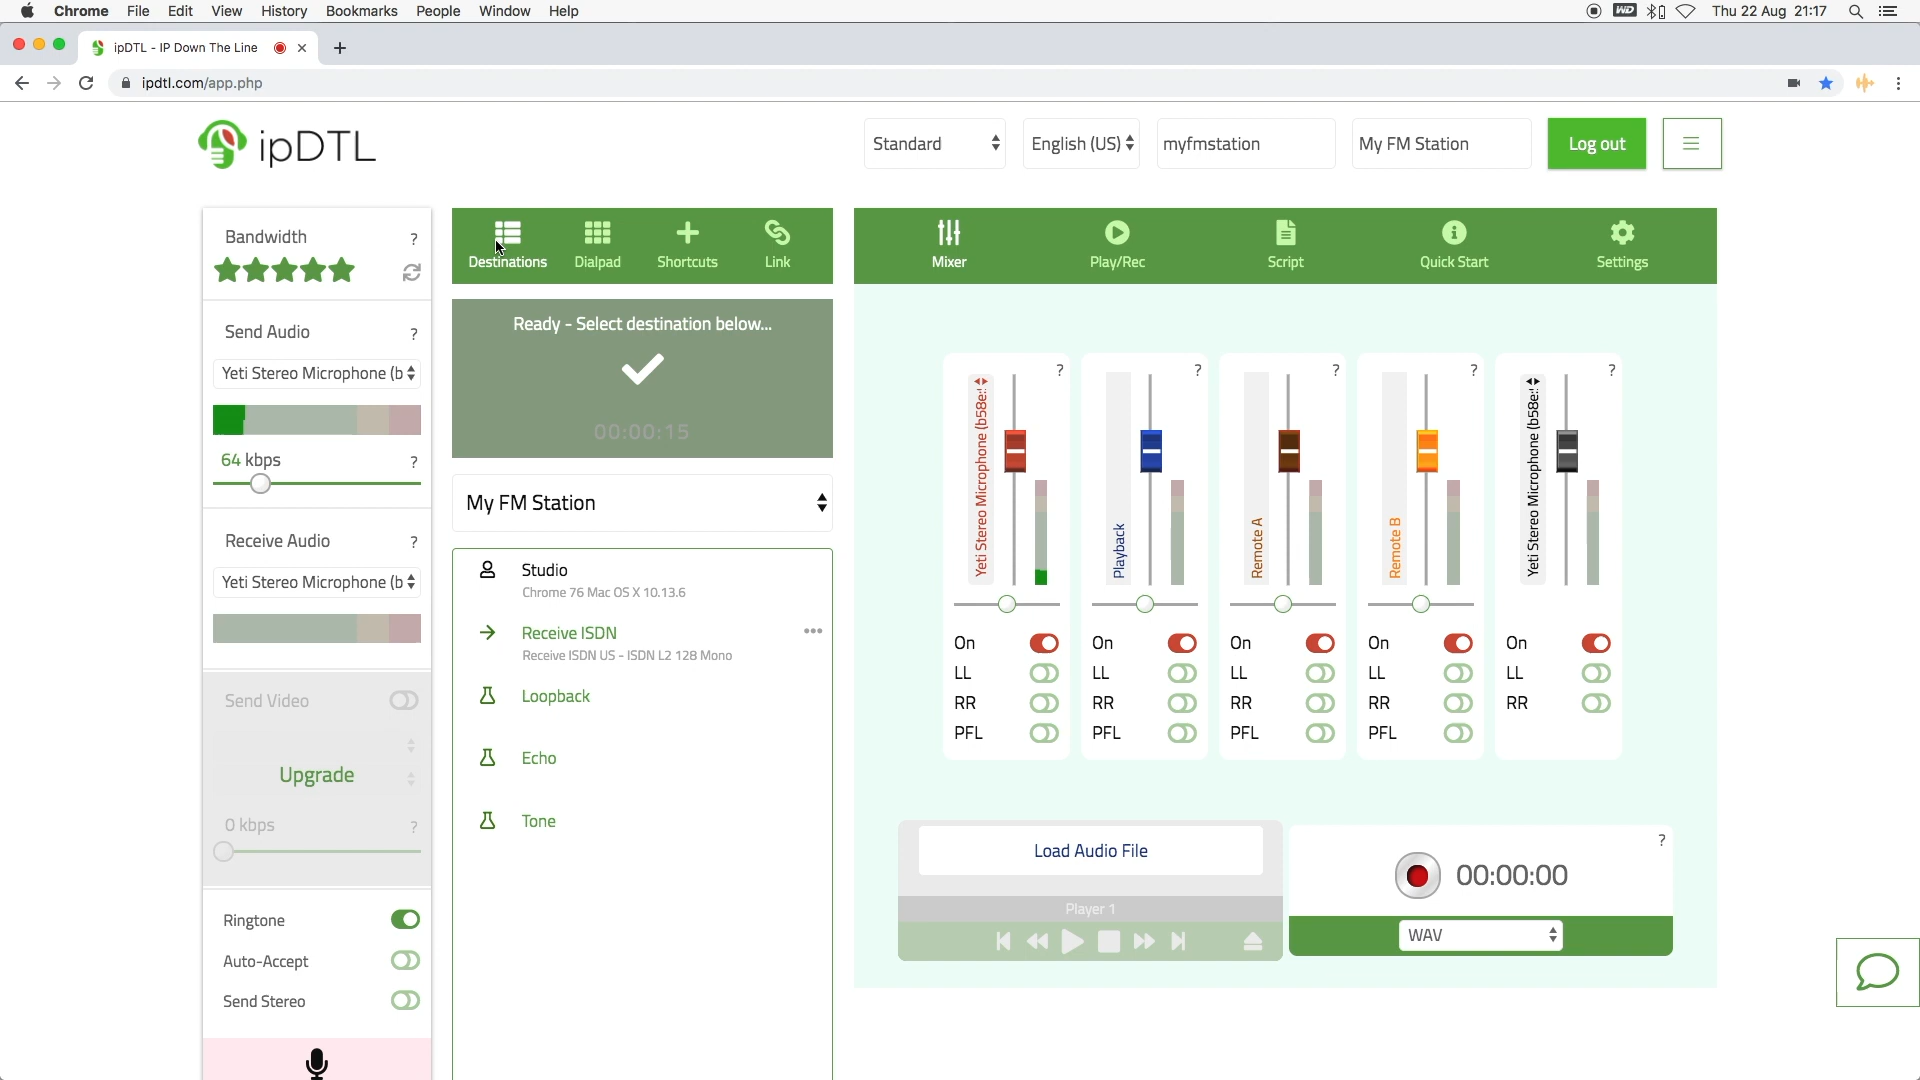 Chrome File Edit View History Bookmarks People Window Help
WD
Thu 22 Aug 21:17
ipDTL - IP Down The Line
ipdtl.com/app.php
ipDTL
Standard
English (US)
myfmstation
My FM Station
Log out
Bandwidth ?
Send Audio ?
Yeti Stereo Microphone (b
64 kbps ?
Receive Audio ?
Yeti Stereo Microphone (b
Send Video
Upgrade
0 kbps ?
Ringtone
Auto-Accept
Send Stereo
Destinations Dialpad Shortcuts Link
Ready - Select destination below...
00:00:15
My FM Station
Studio
Chrome 76 Mac OS X 10.13.6
Receive ISDN
Receive ISDN US - ISDN L2 128 Mono
Loopback
Echo
Tone
Mixer Play/Rec Script Quick Start Settings
? ? ? ? ?
Yeti Stereo Microphone (b58e:!
Playback
Remote A
Remote B
Yeti Stereo Microphone (b58e:!
On On On On On
LL LL LL LL LL
RR RR RR RR RR
PFL PFL PFL PFL
Load Audio File
Player 1
?
00:00:00
WAV